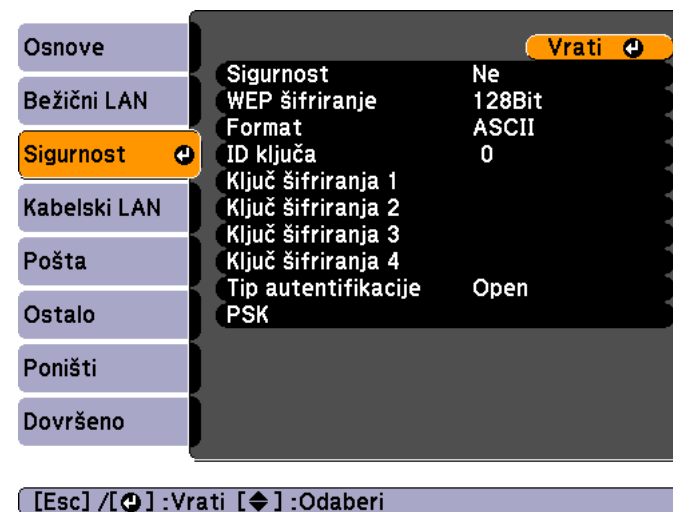 Osnove
Bežični LAN
Sigurnost
Kabelski LAN
Pošta
Ostalo
Poništi
Dovršeno
Vrati
Sigurnost Ne
WEP šifriranje 128Bit
Format ASCII
ID ključa 0
Ključ šifriranja 1
Ključ šifriranja 2
Ključ šifriranja 3
Ključ šifriranja 4
Tip autentifikacije Open
PSK
[Esc] /[⏎] :Vrati [◆] :Odaberi